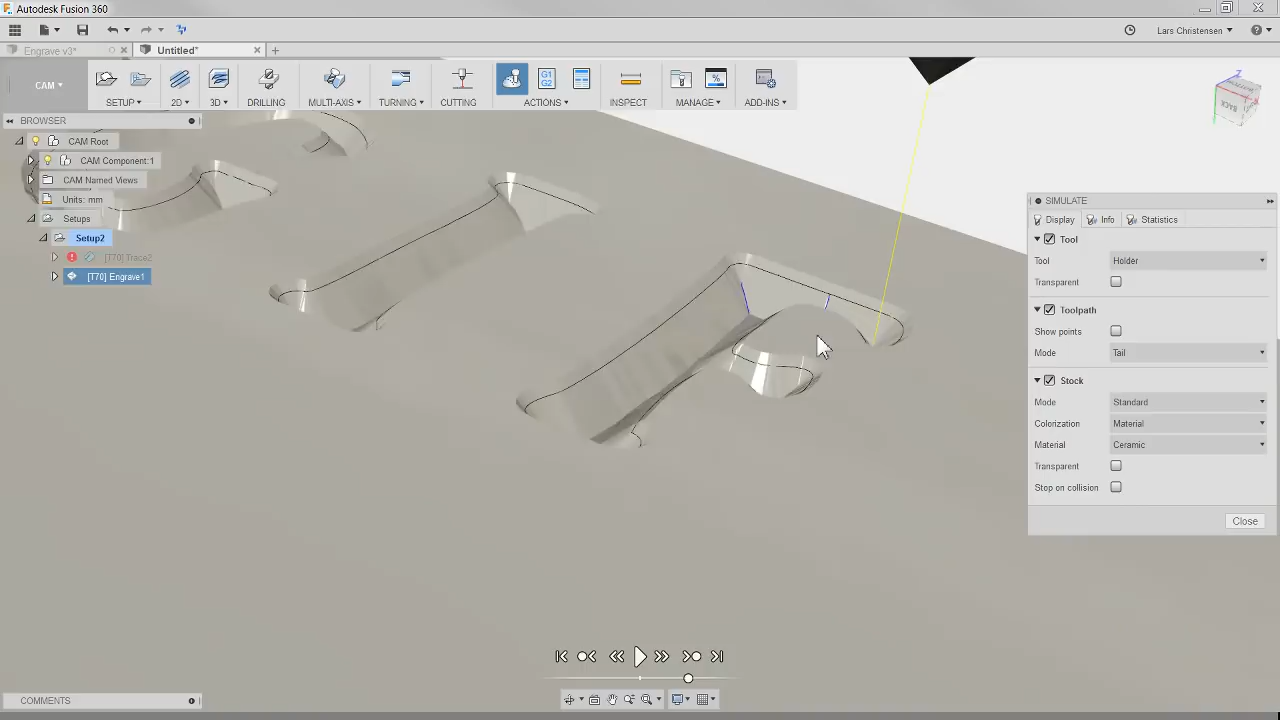 Autodesk Fusion 360
Lars Christensen
Engrave v3*
Untitled*
CAM
SETUP
2D
3D
DRILLING
MULTI-AXIS
TURNING
CUTTING
G1
G2
ACTIONS
INSPECT
MANAGE
ADD-INS
BROWSER
CAM Root
CAM Component:1
CAM Named Views
Units: mm
Setups
Setup2
[T70] Trace2
[T70] Engrave1
Z
BACK
SIMULATE
Display
Info
Statistics
Tool
Tool
Holder
Transparent
Toolpath
Show points
Mode
Tail
Stock
Mode
Standard
Colorization
Material
Material
Ceramic
Transparent
Stop on collision
Close
COMMENTS